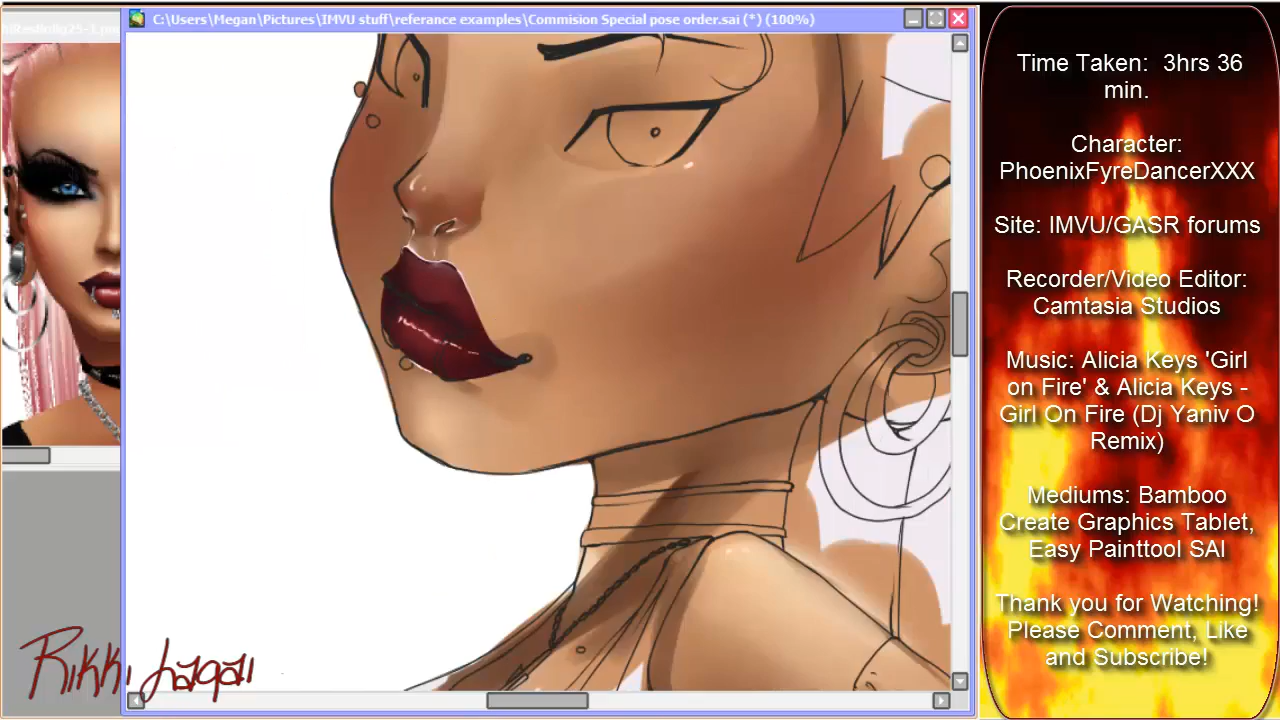 C:\Users\Megan\Pictures\IMVU stuff\referance examples\Commision Special pose order.sai (*) (100%)
Time Taken:  3hrs 36
min.
Character:
PhoenixFyreDancerXXX
Site: IMVU/GASR forums
Recorder/Video Editor:
Camtasia Studios
Music: Alicia Keys 'Girl
on Fire' & Alicia Keys -
Girl On Fire (Dj Yaniv O
Remix)
Mediums: Bamboo
Create Graphics Tablet,
Easy Painttool SAI
Thank you for Watching!
Please Comment, Like
and Subscribe!
Rikki